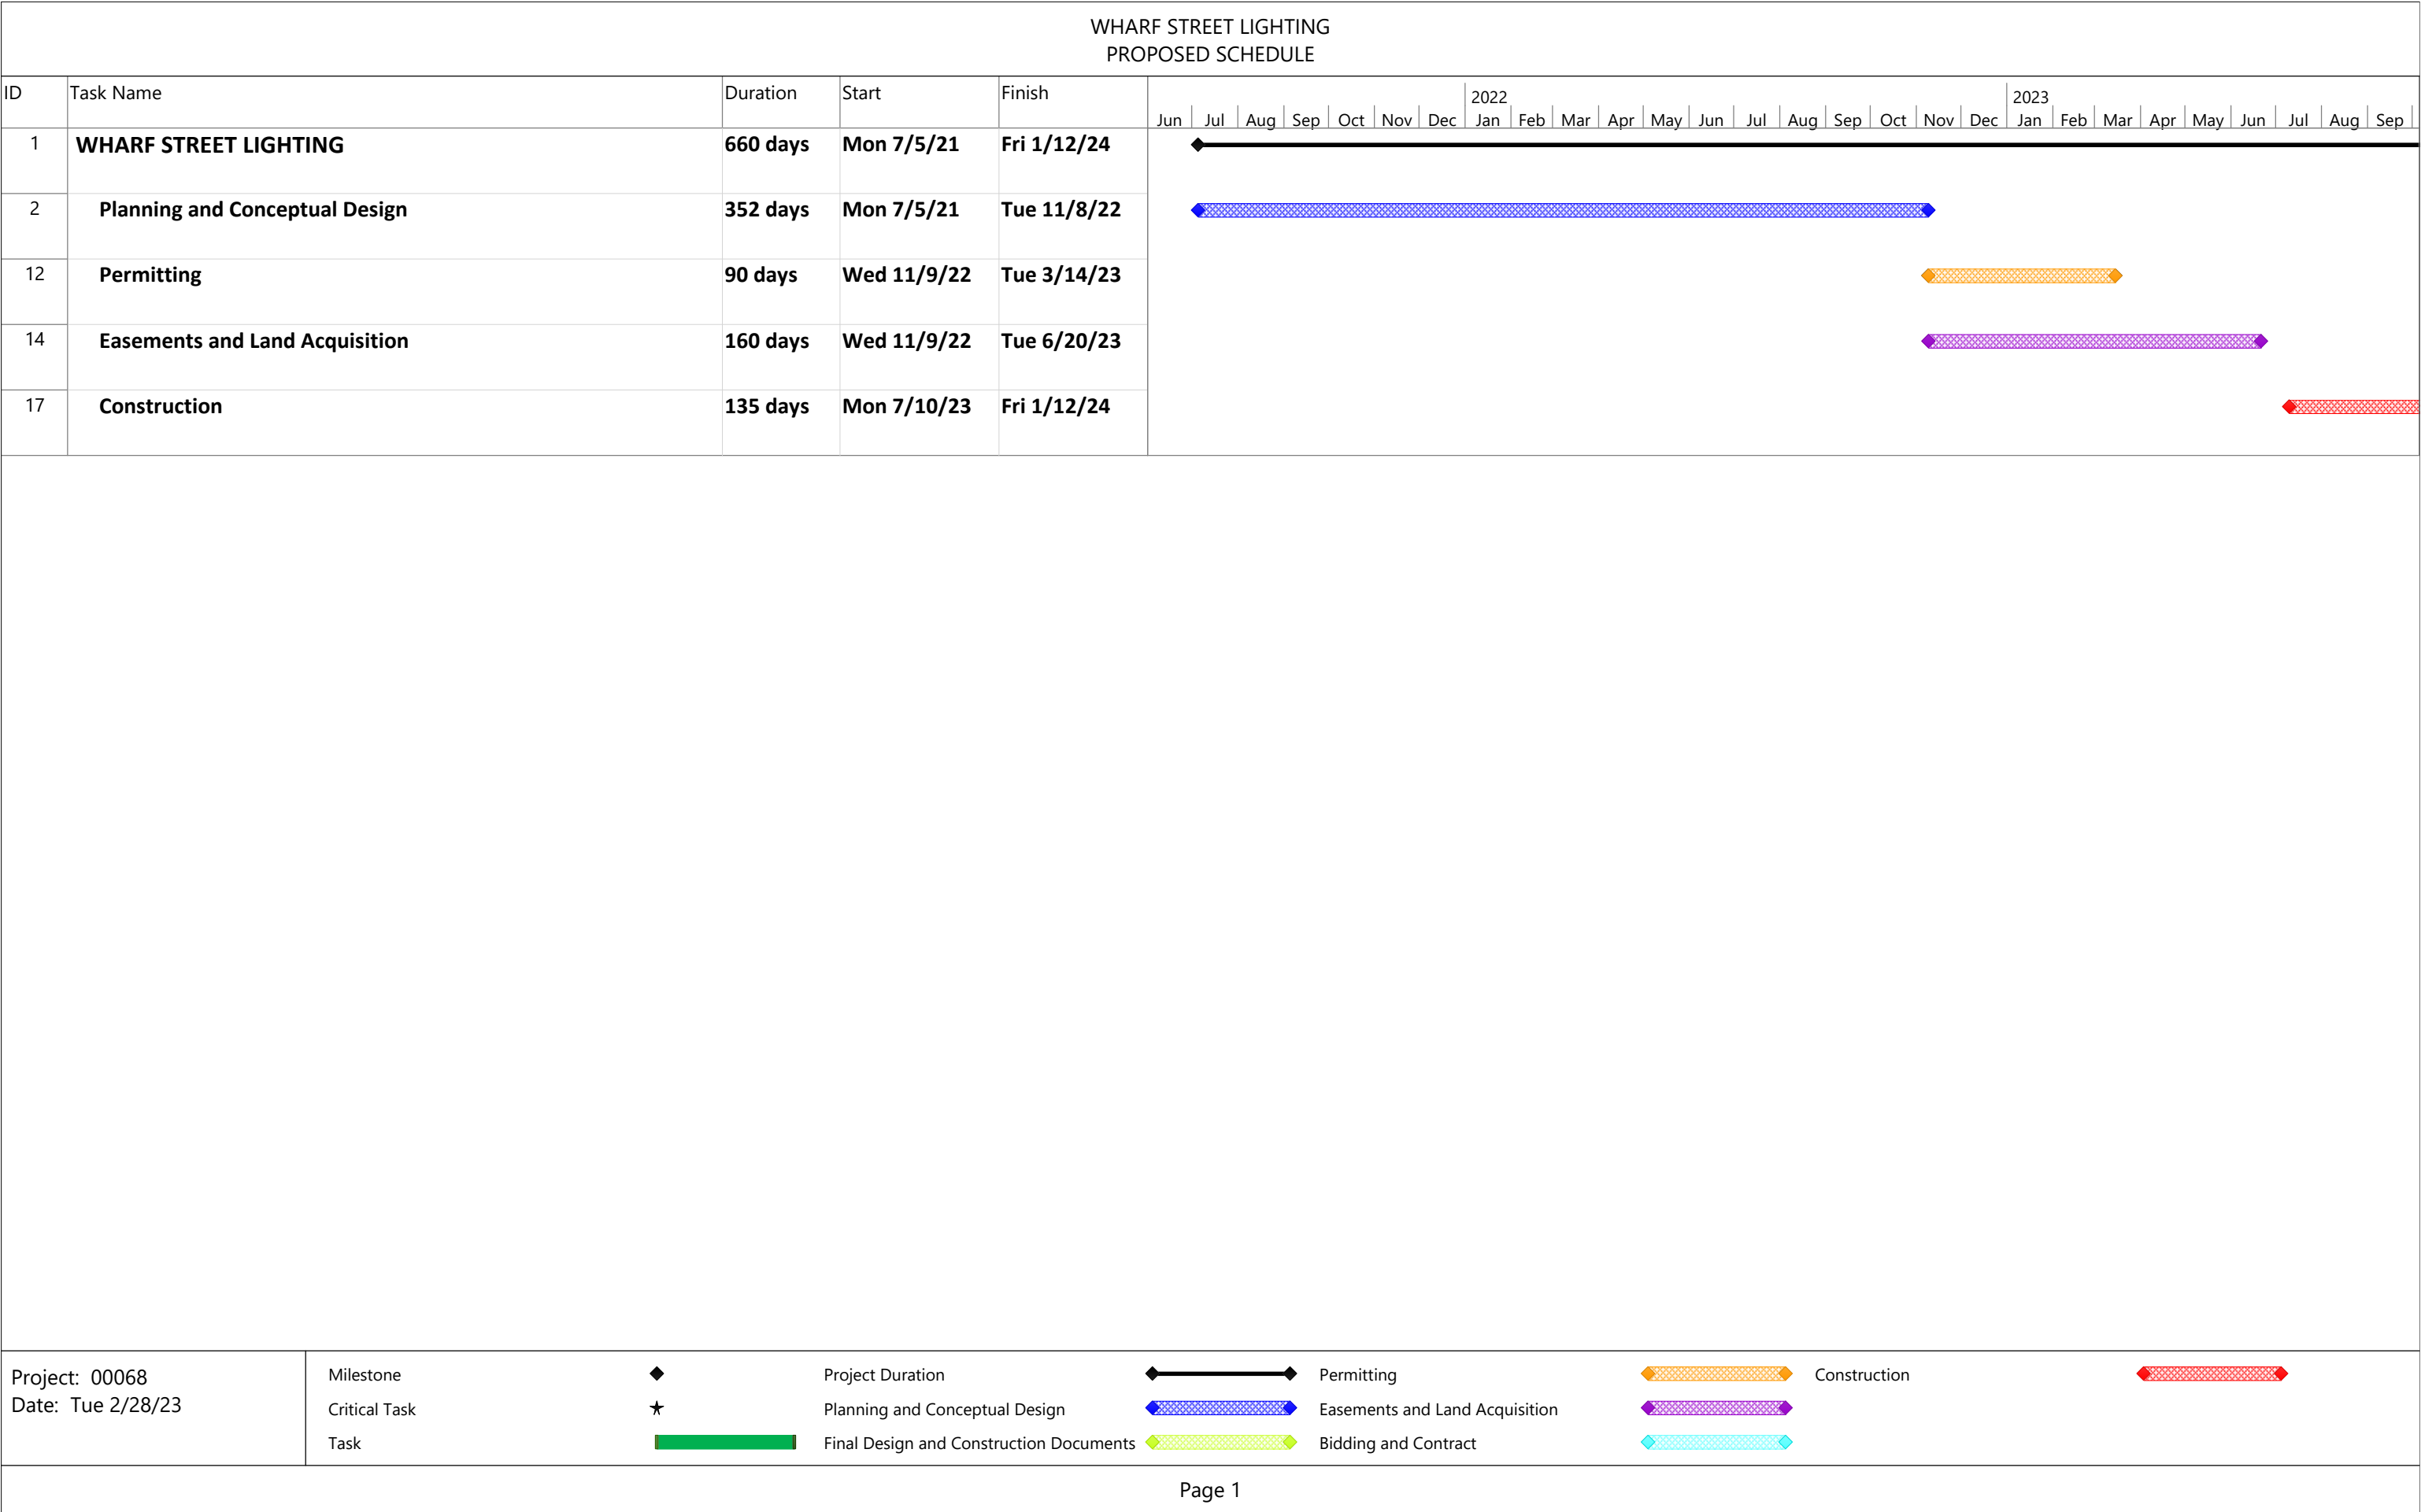 WHARF STREET LIGHTING
PROPOSED SCHEDULE
ID Task Name Duration Start Finish
2022 2023
Jun Jul Aug Sep Oct Nov Dec Jan Feb Mar Apr May Jun Jul Aug Sep Oct Nov Dec Jan Feb Mar Apr May Jun Jul Aug Sep
1 WHARF STREET LIGHTING 660 days Mon 7/5/21 Fri 1/12/24
2 Planning and Conceptual Design 352 days Mon 7/5/21 Tue 11/8/22
12 Permitting 90 days Wed 11/9/22 Tue 3/14/23
14 Easements and Land Acquisition 160 days Wed 11/9/22 Tue 6/20/23
17 Construction 135 days Mon 7/10/23 Fri 1/12/24
Project: 00068
Date: Tue 2/28/23
Milestone Project Duration Permitting Construction
Critical Task Planning and Conceptual Design Easements and Land Acquisition
Task Final Design and Construction Documents Bidding and Contract
Page 1